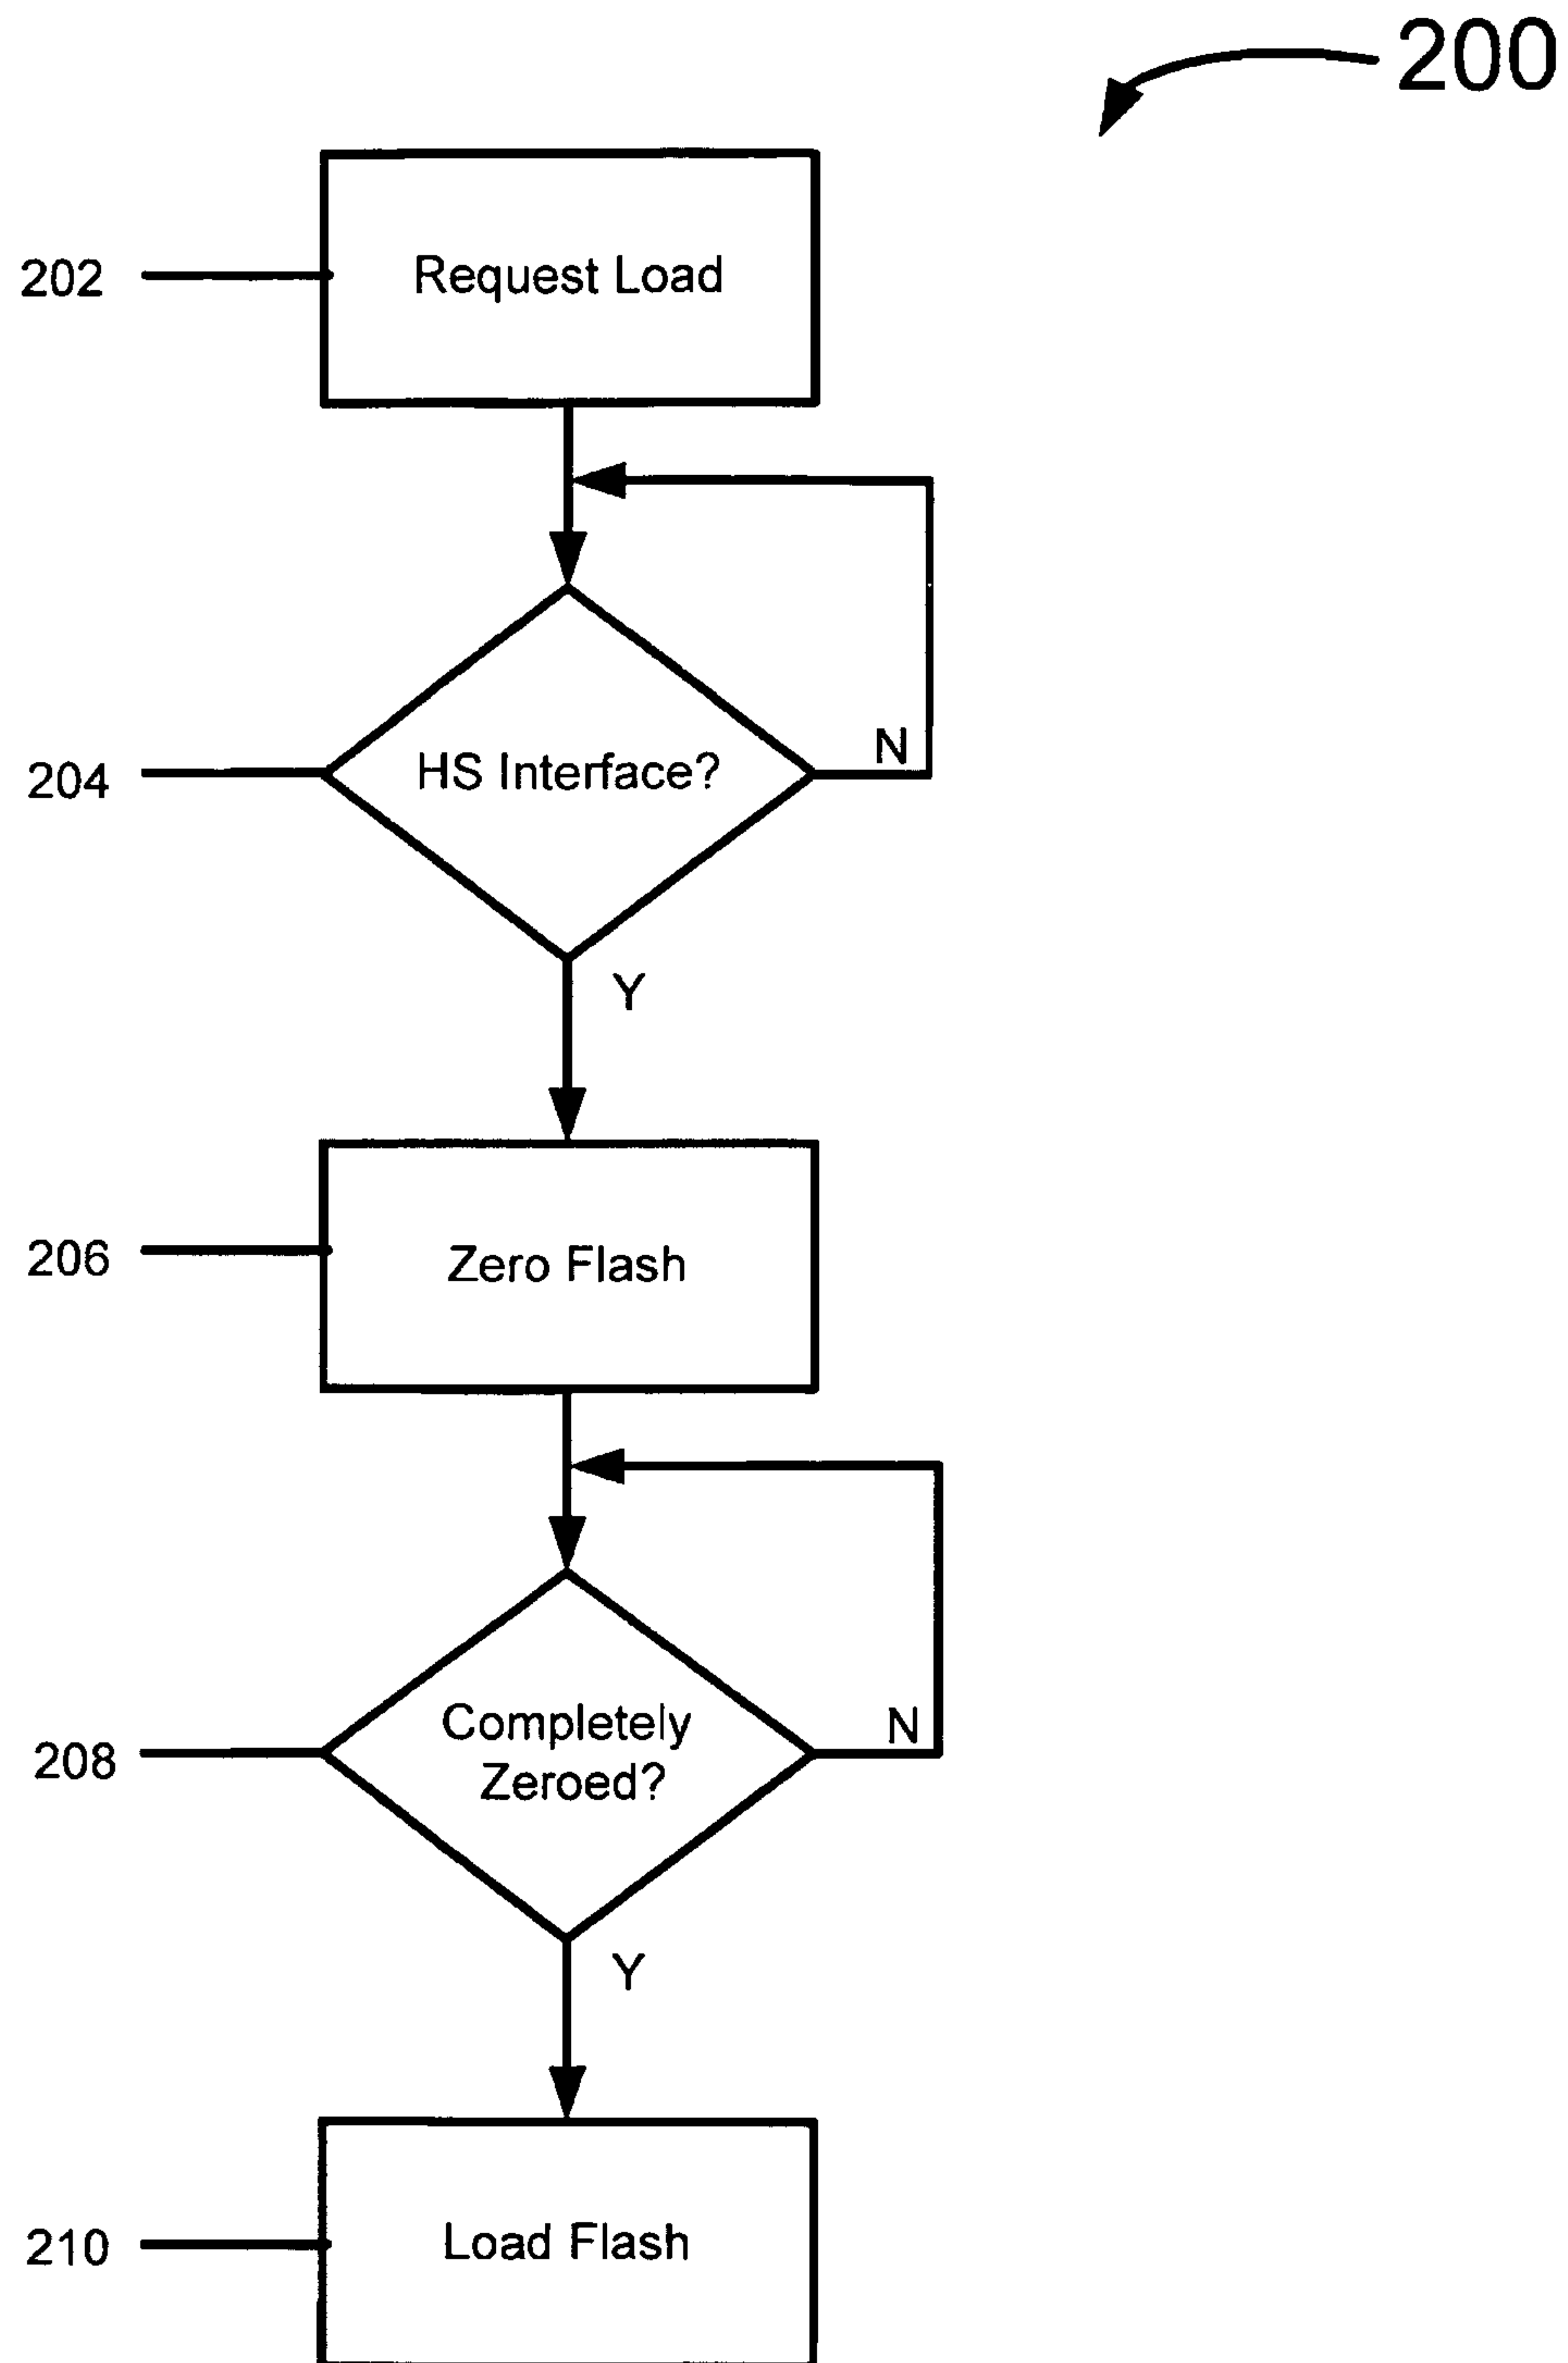 200
202
Request Load
204
HS Interface?
N
Y
206
Zero Flash
208
Completely
Zeroed?
N
Y
210
Load Flash